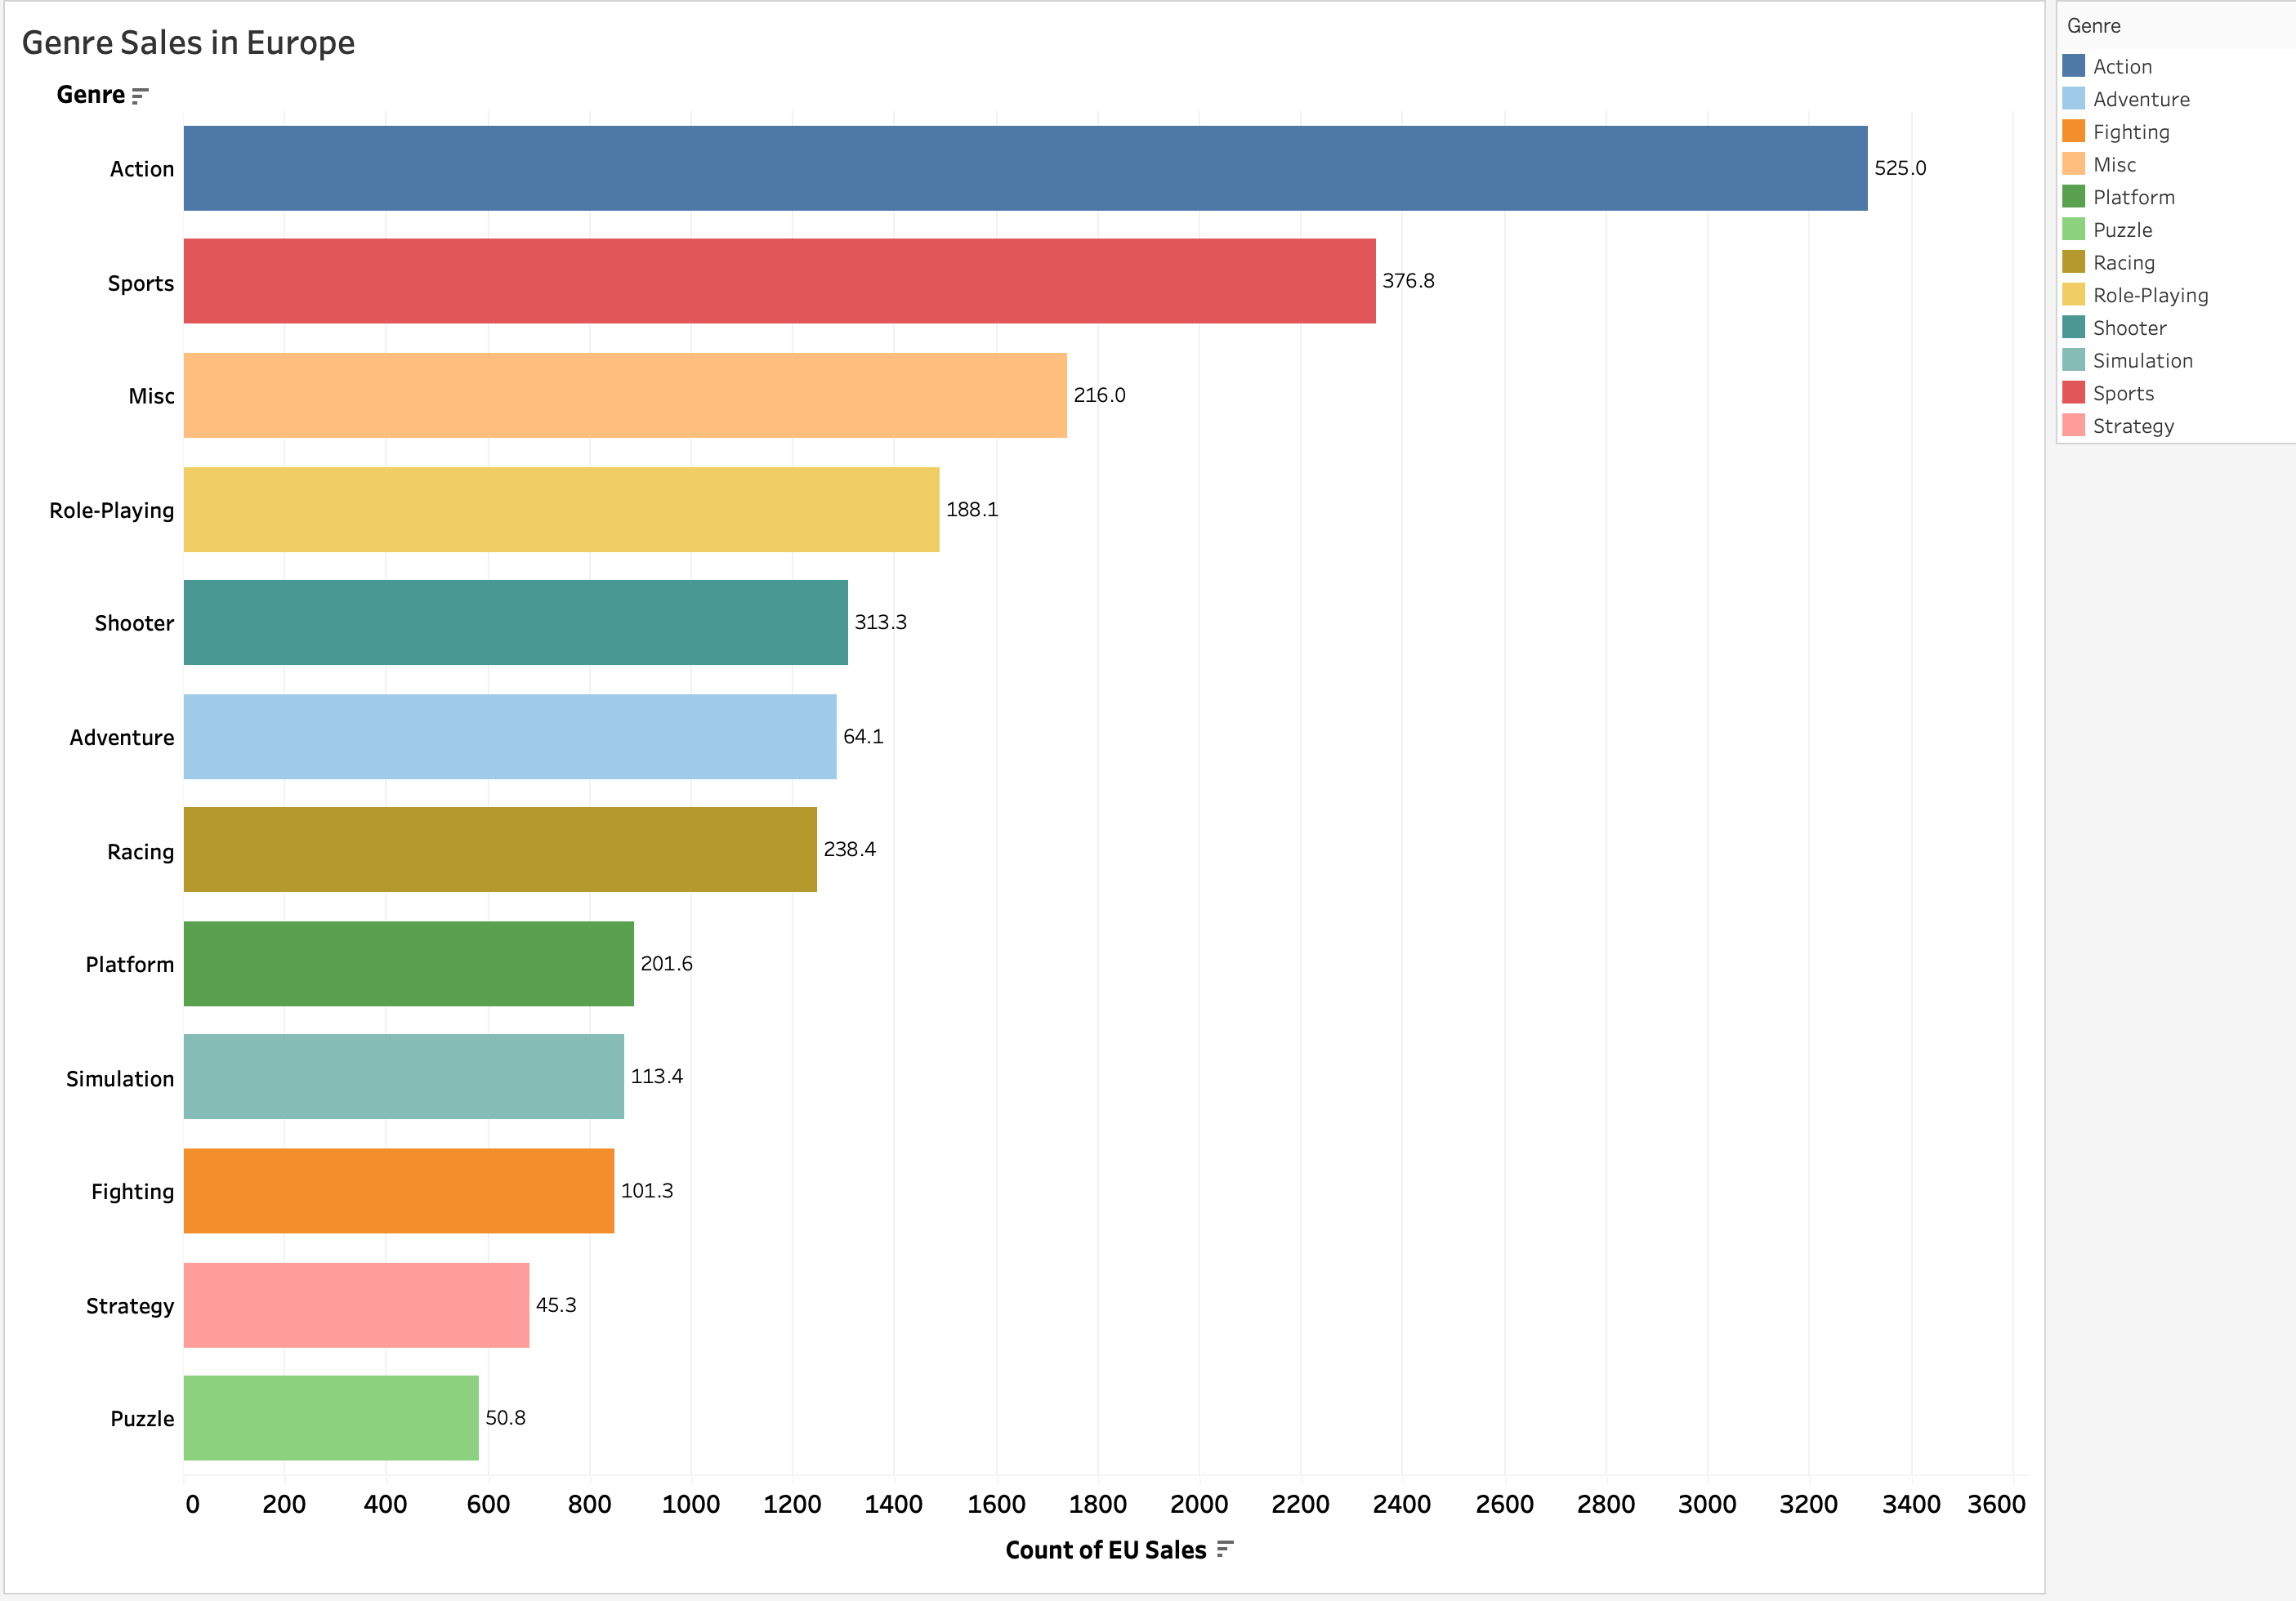 Genre Sales in Europe
Genre
Action
525.0
Sports
376.8
Misc
216.0
Role-Playing
188.1
Shooter
313.3
Adventure
64.1
Racing
238.4
Platform
201.6
Simulation
113.4
Fighting
101.3
Strategy
45.3
Puzzle
50.8
0 200 400 600 800 1000 1200 1400 1600 1800 2000 2200 2400 2600 2800 3000 3200 3400 3600
Count of EU Sales
Genre
Action
Adventure
Fighting
Misc
Platform
Puzzle
Racing
Role-Playing
Shooter
Simulation
Sports
Strategy